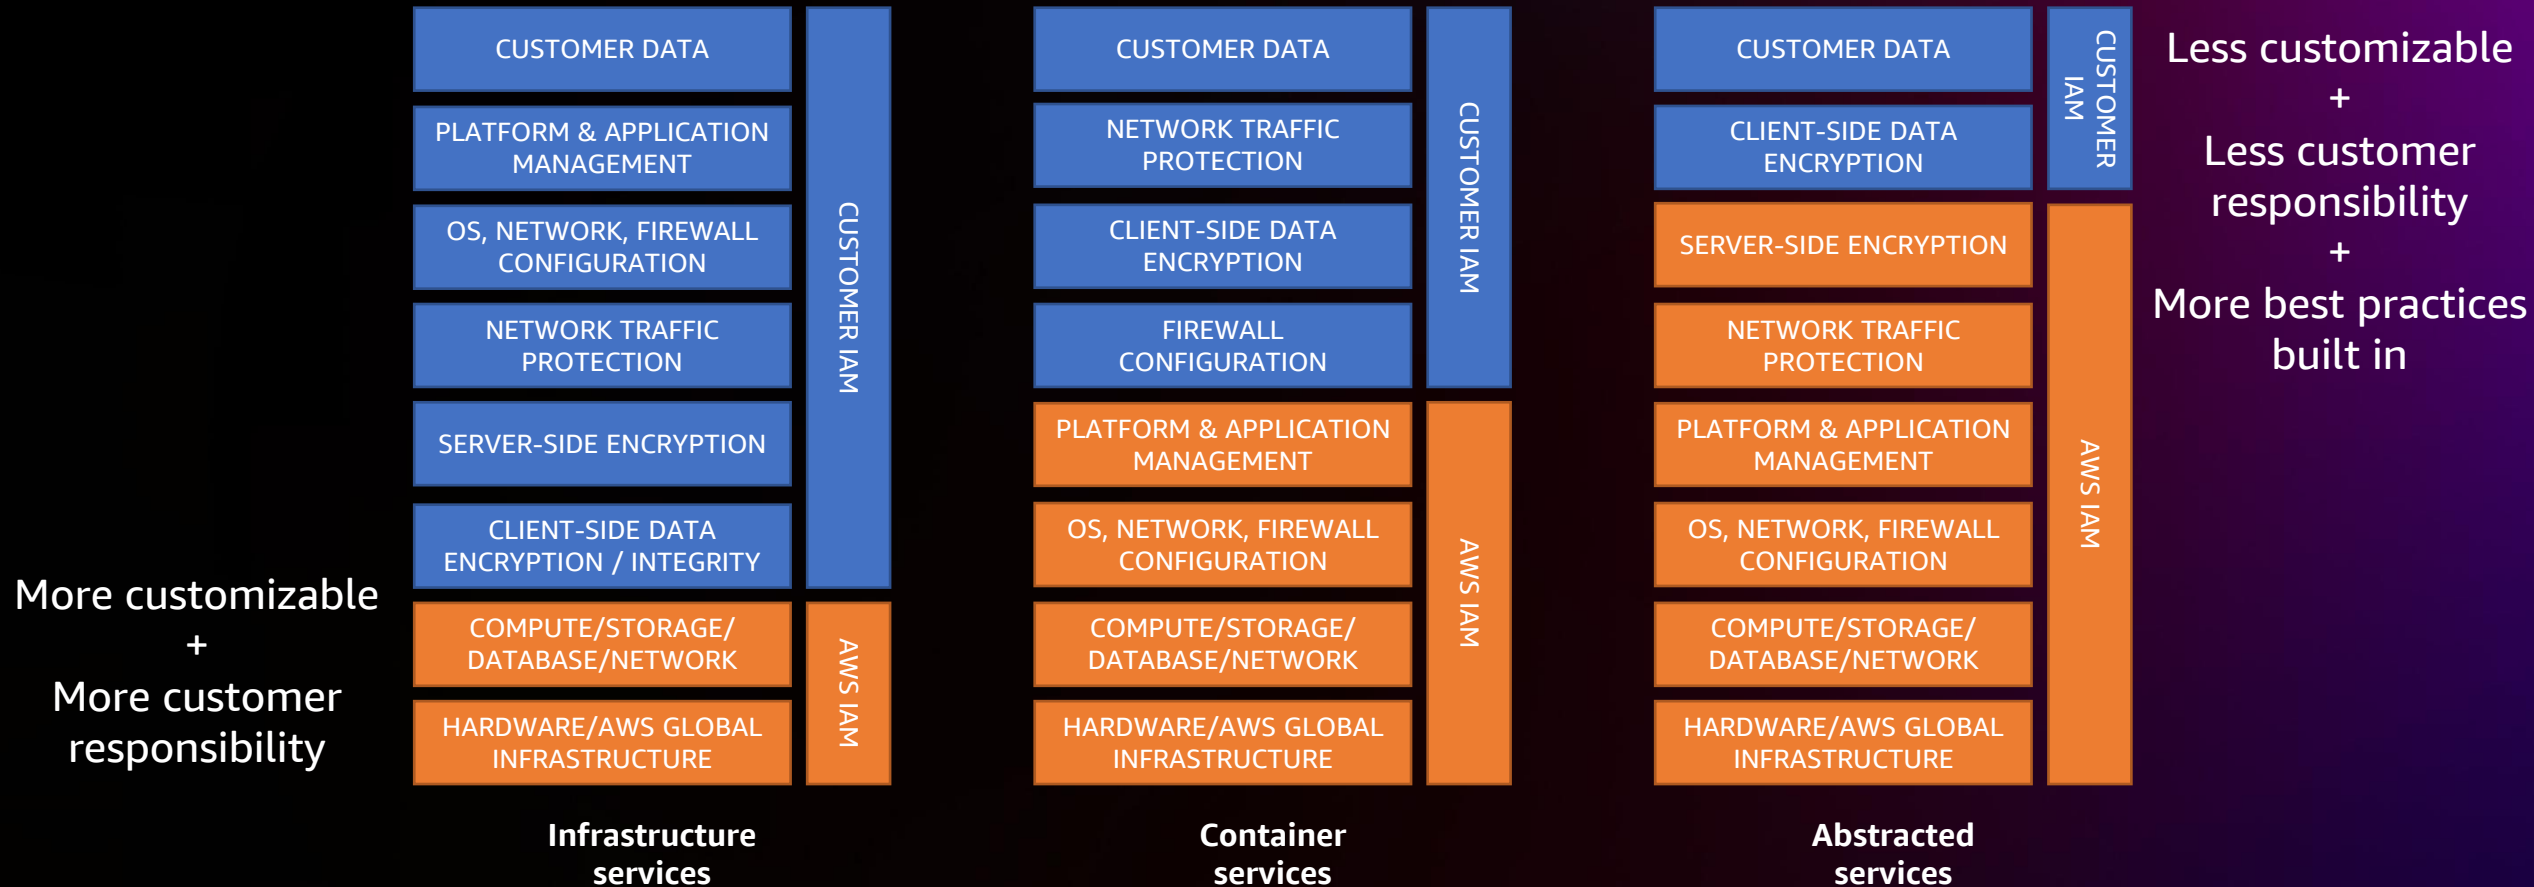 More customizable
+
More customer
responsibility
CUSTOMER DATA
PLATFORM & APPLICATION
MANAGEMENT
OS, NETWORK, FIREWALL
CONFIGURATION
NETWORK TRAFFIC
PROTECTION
SERVER-SIDE ENCRYPTION
CLIENT-SIDE DATA
ENCRYPTION / INTEGRITY
COMPUTE/STORAGE/
DATABASE/NETWORK
HARDWARE/AWS GLOBAL
INFRASTRUCTURE
CUSTOMER IAM
AWS IAM
Infrastructure
services
CUSTOMER DATA
NETWORK TRAFFIC
PROTECTION
CLIENT-SIDE DATA
ENCRYPTION
FIREWALL
CONFIGURATION
PLATFORM & APPLICATION
MANAGEMENT
OS, NETWORK, FIREWALL
CONFIGURATION
COMPUTE/STORAGE/
DATABASE/NETWORK
HARDWARE/AWS GLOBAL
INFRASTRUCTURE
CUSTOMER IAM
AWS IAM
Container
services
CUSTOMER DATA
CLIENT-SIDE DATA
ENCRYPTION
SERVER-SIDE ENCRYPTION
NETWORK TRAFFIC
PROTECTION
PLATFORM & APPLICATION
MANAGEMENT
OS, NETWORK, FIREWALL
CONFIGURATION
COMPUTE/STORAGE/
DATABASE/NETWORK
HARDWARE/AWS GLOBAL
INFRASTRUCTURE
CUSTOMER
IAM
AWS IAM
Abstracted
services
Less customizable
+
Less customer
responsibility
+
More best practices
built in